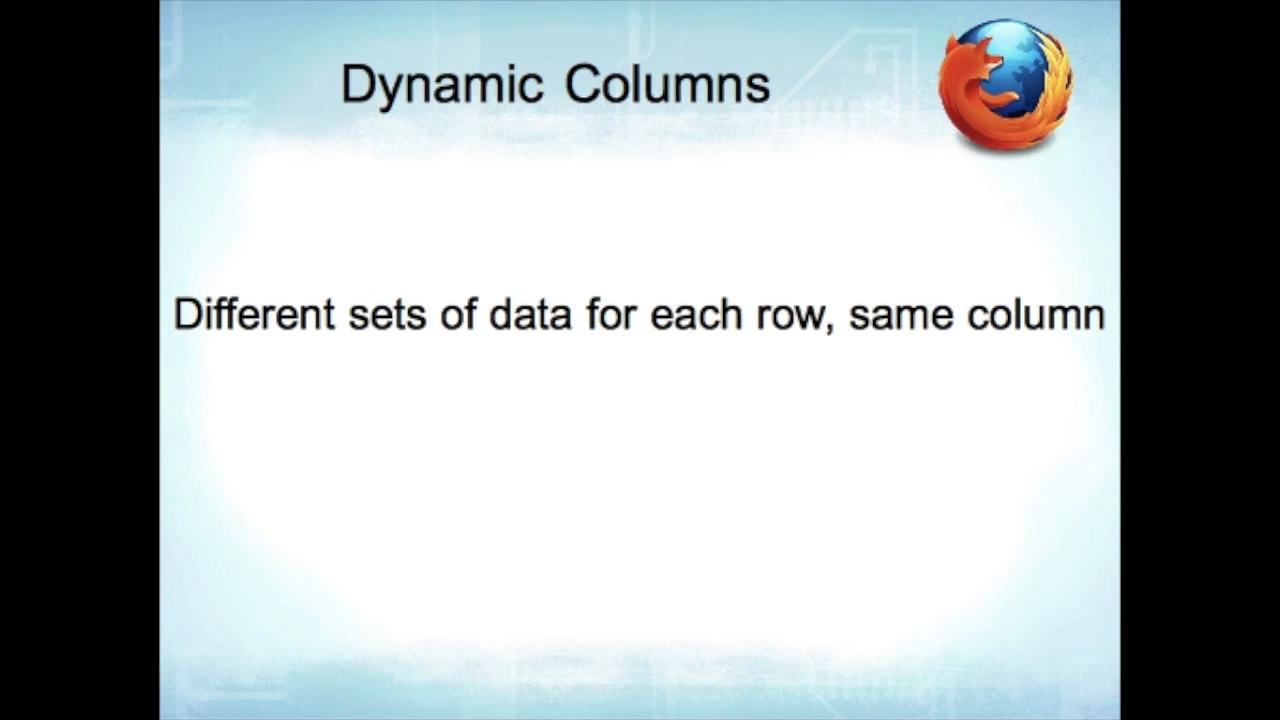 Dynamic Columns
Different sets of data for each row, same column